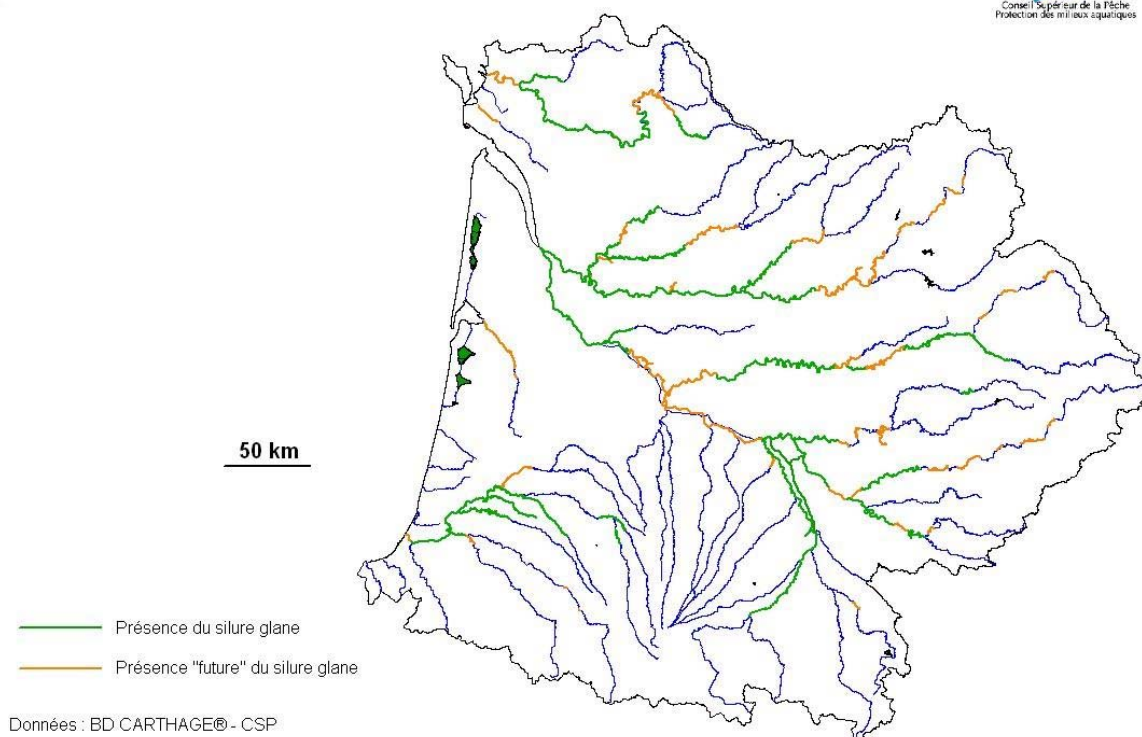 Conseil Supérieur de la Pêche
Protection des milieux aquatiques
50 km
Présence du silure glane
Présence "future" du silure glane
Données : BD CARTHAGE® - CSP